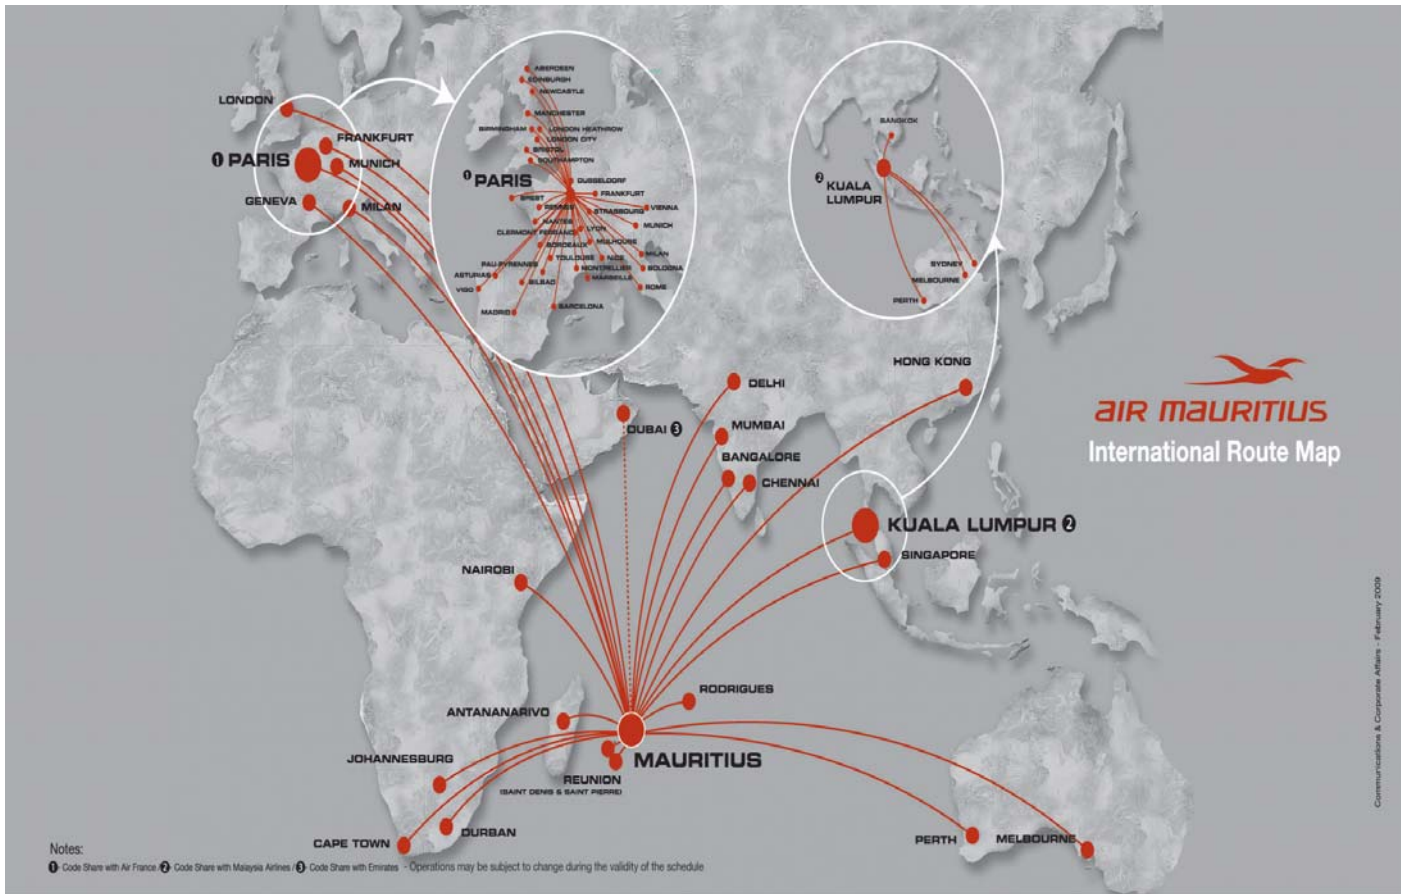 LONDON
FRANKFURT
❶ PARIS
MUNICH
GENEVA
MILAN
ABERDEEN
EDINBURGH
NEWCASTLE
MANCHESTER
BIRMINGHAM
LONDON HEATHROW
LONDON CITY
BRISTOL
SOUTHAMPTON
❶ PARIS
DUSSELDORF
FRANKFURT
BREST
RENNES
STRASBOURG
VIENNA
NANTES
LYON
MUNICH
CLERMONT FERRAND
BORDEAUX
MULHOUSE
TOULOUSE
NICE
MILAN
PAU-PYRENNES
MONTPELLIER
BOLOGNA
ASTURIAS
BILBAO
MARSEILLE
VIGO
ROME
MADRID
BARCELONA
BANGKOK
❷ KUALA
LUMPUR
SYDNEY
MELBOURNE
PERTH
HONG KONG
AIR MAURITIUS
International Route Map
DELHI
DUBAI ❸
MUMBAI
BANGALORE
CHENNAI
KUALA LUMPUR ❷
SINGAPORE
NAIROBI
RODRIGUES
ANTANANARIVO
MAURITIUS
JOHANNESBURG
REUNION
(SAINT DENIS & SAINT PIERRE)
DURBAN
CAPE TOWN
PERTH
MELBOURNE
Communications & Corporate Affairs - February 2009
Notes:
❶ - Code Share with Air France / ❷ - Code Share with Malaysia Airlines / ❸ - Code Share with Emirates - Operations may be subject to change during the validity of the schedule